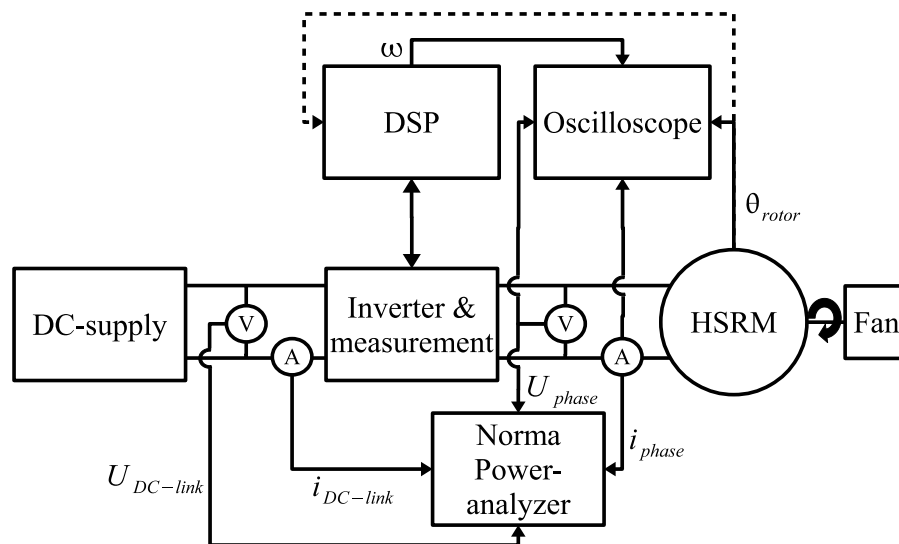 ω
DSP
Oscilloscope
θrotor
DC-supply
V
A
Inverter &
measurement
V
A
HSRM
Fan
Uphase
Norma
Power-
analyzer
iphase
UDC−link
iDC−link